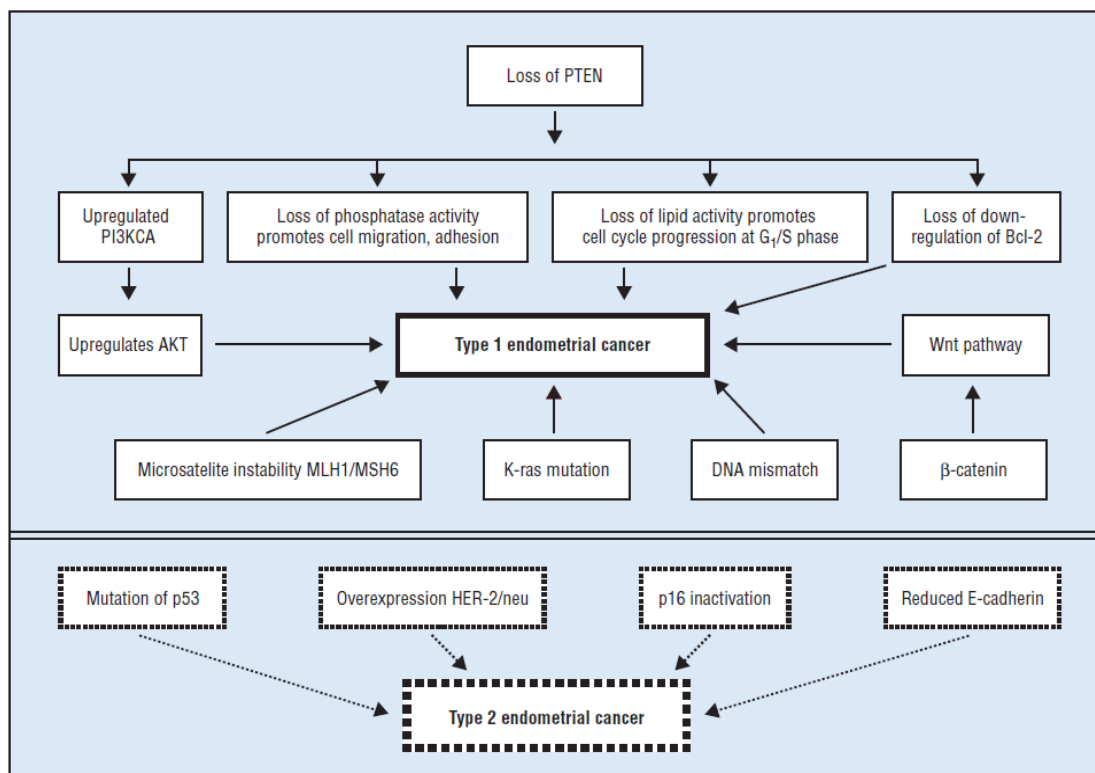 Loss of PTEN
Upregulated
PI3KCA
Loss of phosphatase activity
promotes cell migration, adhesion
Loss of lipid activity promotes
cell cycle progression at G₁/S phase
Loss of down-
regulation of Bcl-2
Upregulates AKT
Type 1 endometrial cancer
Wnt pathway
Microsatelite instability MLH1/MSH6
K-ras mutation
DNA mismatch
β-catenin
Mutation of p53
Overexpression HER-2/neu
p16 inactivation
Reduced E-cadherin
Type 2 endometrial cancer